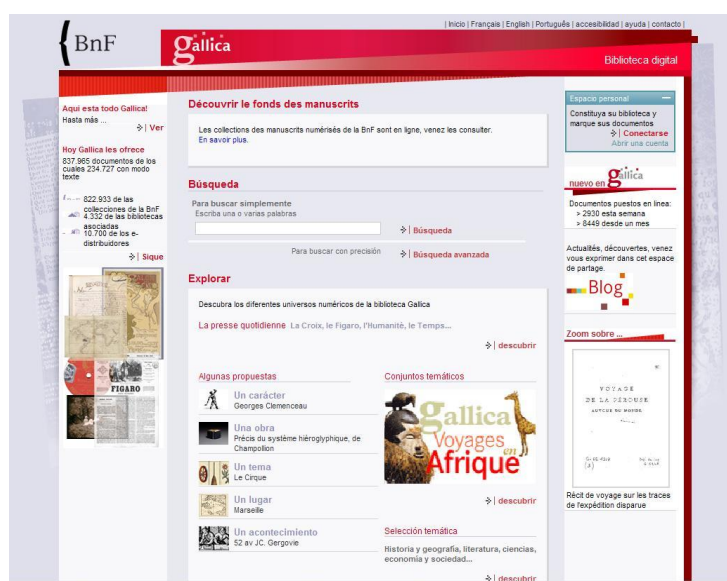 | Inicio | Français | English | Português | accesibilidad | ayuda | contacto |
BnF
gallica
Biblioteca digital
Aqui esta todo Gallica!
Hasta más ...
| Ver
Hoy Gallica les ofrece
837.965 documentos de los
cuales 234.727 con modo
texto
822.933 de las
colecciones de la BnF
4.332 de las bibliotecas
asociadas
10.700 de los e-
distribuidores
| Sique
FIGARO
Découvrir le fonds des manuscrits
Les collections des manuscrits numérisés de la BnF sont en ligne, venez les consulter.
En savoir plus.
Búsqueda
Para buscar simplemente
Escriba una o varias palabras
| Búsqueda
Para buscar con precisión
| Búsqueda avanzada
Explorar
Descubra los diferentes universos numéricos de la biblioteca Gallica
La presse quotidienne La Croix, le Figaro, l'Humanité, le Temps...
| descubrir
Algunas propuestas
Un carácter
Georges Clemenceau
Una obra
Précis du système hiéroglyphique, de
Champollion
Un tema
Le Cirque
Un lugar
Marseille
Un acontecimiento
52 av JC. Gergovie
Conjuntos temáticos
gallica
Voyages
en
Afrique
| descubrir
Selección temática
Historia y geografía, literatura, ciencias,
economía y sociedad...
| descubrir
Espacio personal
Constituya su biblioteca y
marque sus documentos
| Conectarse
Abrir una cuenta
nuevo en gallica
Documentos puestos en linea:
> 2930 esta semana
> 8449 desde un mes
Actualités, découvertes, venez
vous exprimer dans cet espace
de partage.
Blog
Zoom sobre ...
VOYAGE
DE LA PÉROUSE
AUTOUR DU MONDE
Récit de voyage sur les traces
de l'expédition disparue